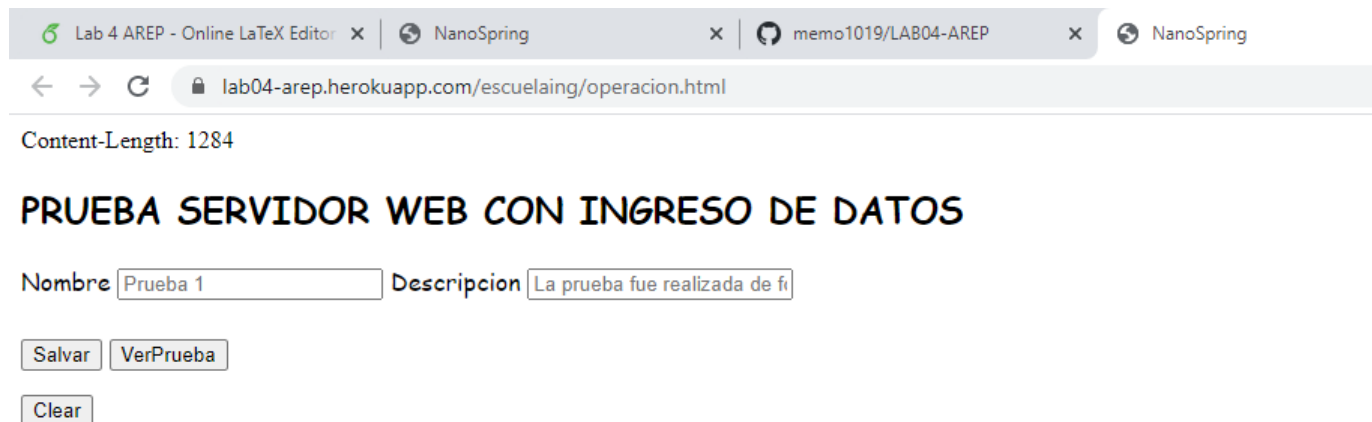 Lab 4 AREP - Online LaTeX Editor NanoSpring memo1019/LAB04-AREP NanoSpring
lab04-arep.herokuapp.com/escuelaing/operacion.html
Content-Length: 1284
PRUEBA SERVIDOR WEB CON INGRESO DE DATOS
Nombre Prueba 1 Descripcion La prueba fue realizada de
Salvar VerPrueba
Clear